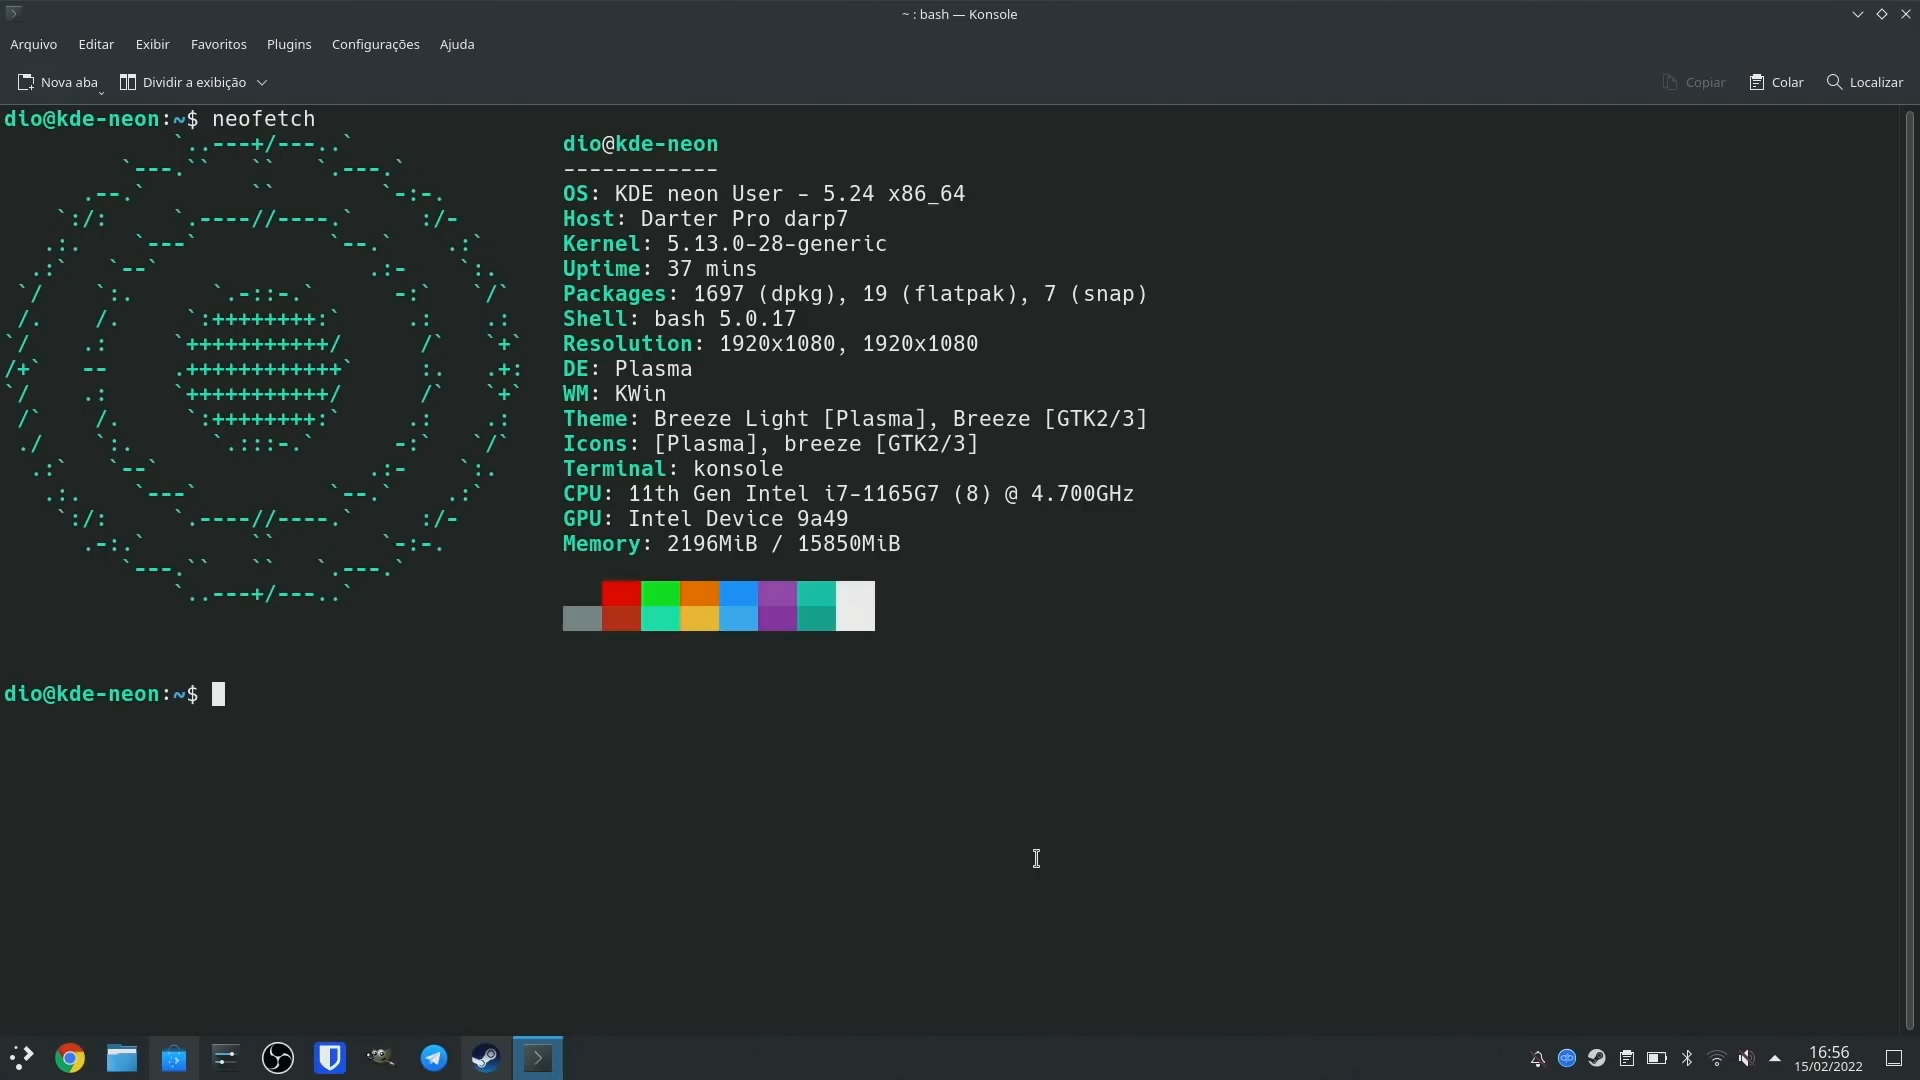 ~ : bash — Konsole
Arquivo Editar Exibir Favoritos Plugins Configurações Ajuda
Nova aba Dividir a exibição Copiar Colar Localizar
dio@kde-neon:~$ neofetch
dio@kde-neon
------------
OS: KDE neon User - 5.24 x86_64
Host: Darter Pro darp7
Kernel: 5.13.0-28-generic
Uptime: 37 mins
Packages: 1697 (dpkg), 19 (flatpak), 7 (snap)
Shell: bash 5.0.17
Resolution: 1920x1080, 1920x1080
DE: Plasma
WM: KWin
Theme: Breeze Light [Plasma], Breeze [GTK2/3]
Icons: [Plasma], breeze [GTK2/3]
Terminal: konsole
CPU: 11th Gen Intel i7-1165G7 (8) @ 4.700GHz
GPU: Intel Device 9a49
Memory: 2196MiB / 15850MiB
dio@kde-neon:~$
16:56
15/02/2022